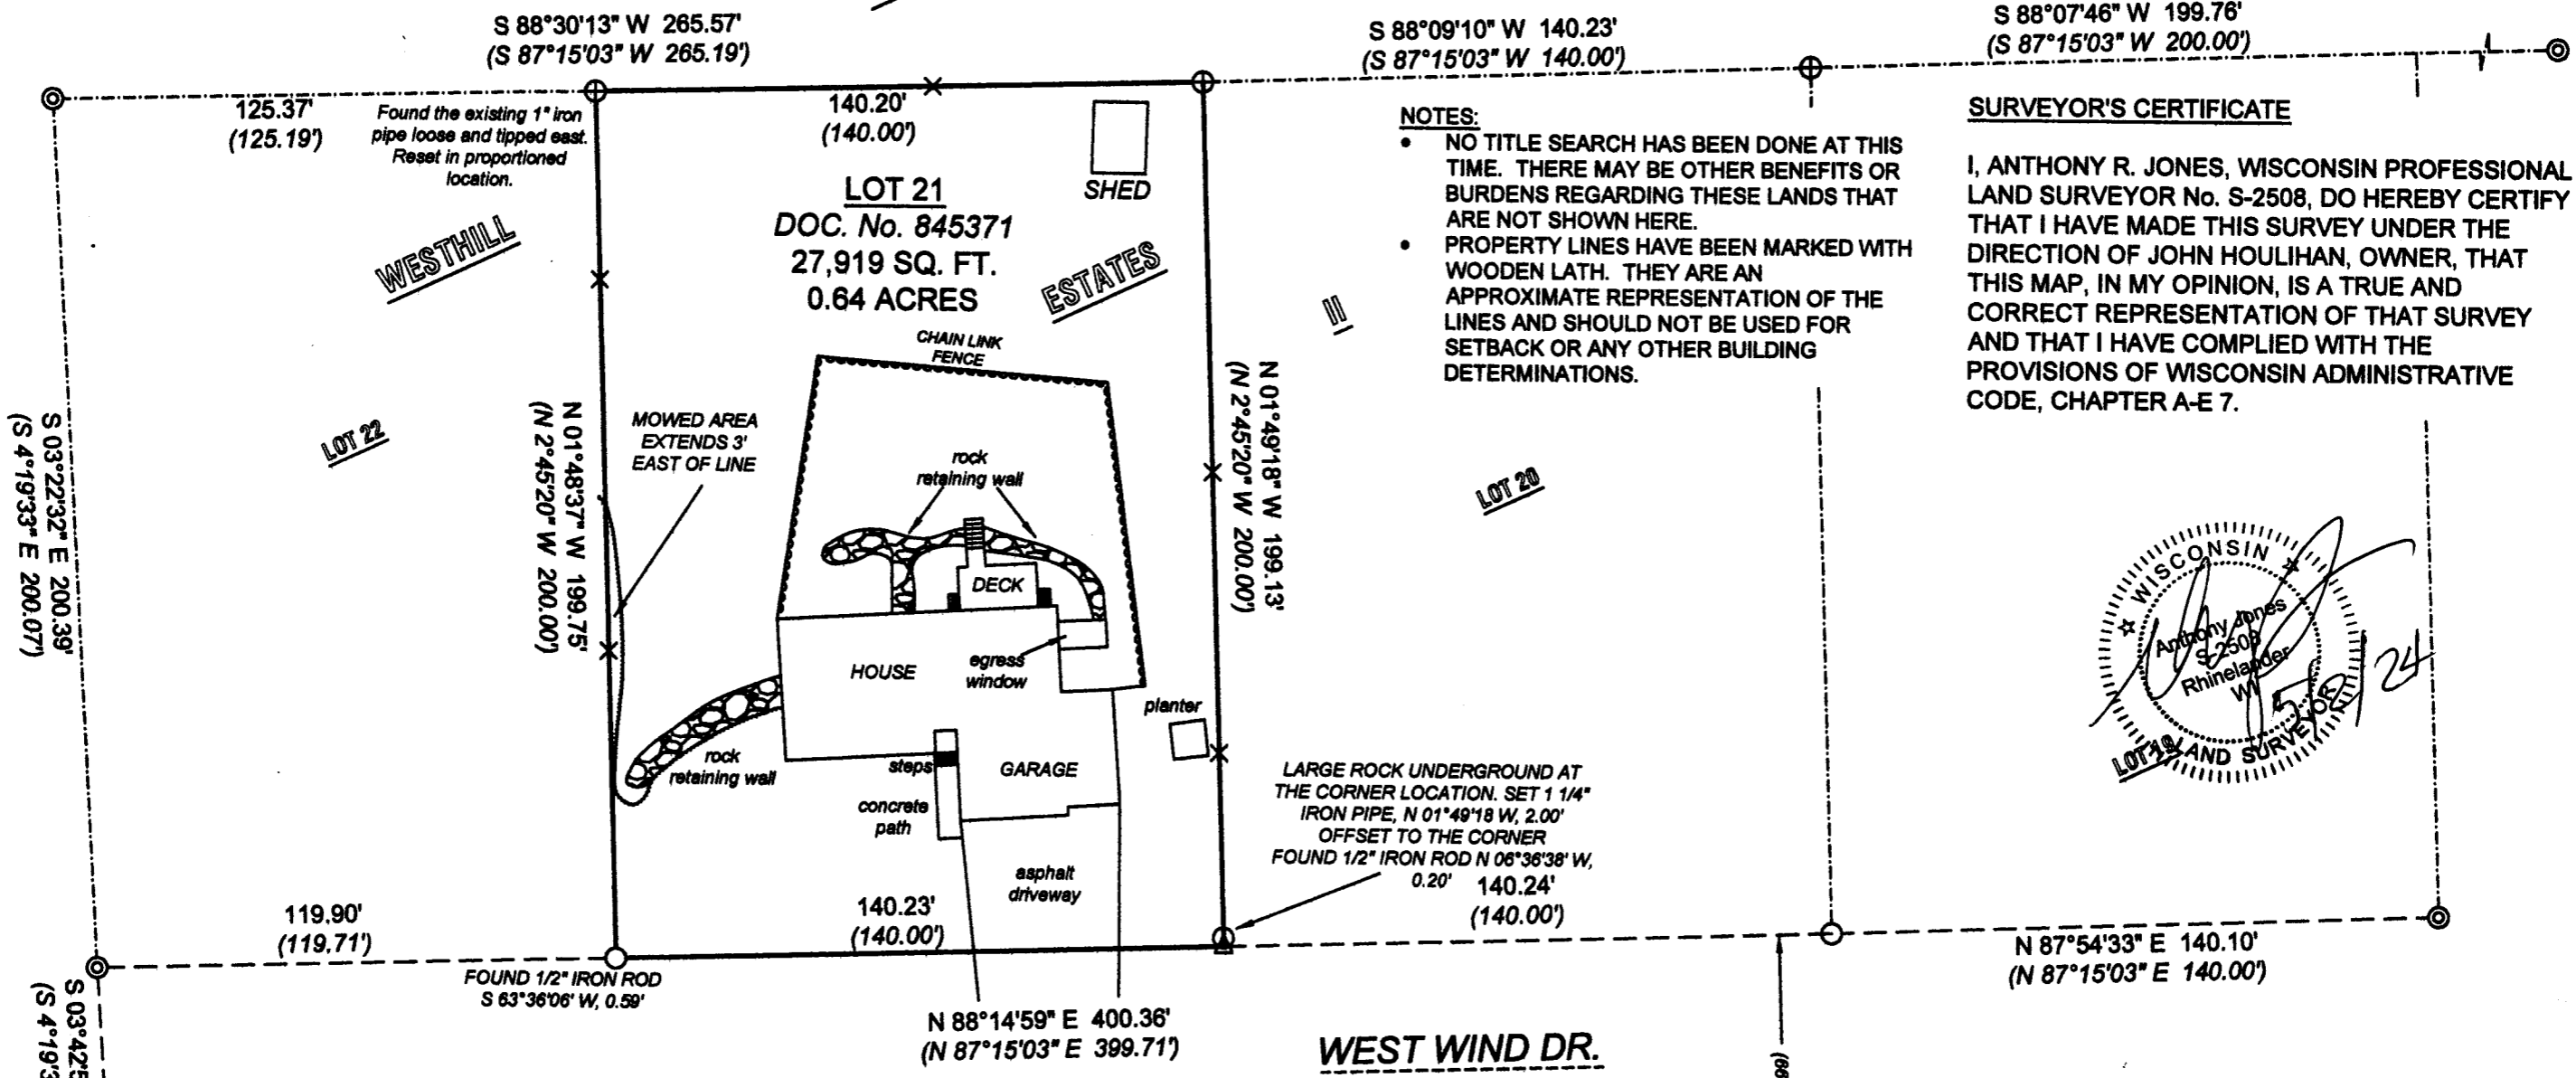 S 88°30'13" W 265.57'
(S 87°15'03" W 265.19')
S 88°09'10" W 140.23'
(S 87°15'03" W 140.00')
S 88°07'46" W 199.76'
(S 87°15'03" W 200.00')
125.37'
(125.19')
Found the existing 1" iron
pipe loose and tipped east.
Reset in proportioned
location.
140.20'
(140.00')
SHED
LOT 21
DOC. No. 845371
27,919 SQ. FT.
0.64 ACRES
WESTHILL
ESTATES
II
NOTES:
• NO TITLE SEARCH HAS BEEN DONE AT THIS
TIME. THERE MAY BE OTHER BENEFITS OR
BURDENS REGARDING THESE LANDS THAT
ARE NOT SHOWN HERE.
• PROPERTY LINES HAVE BEEN MARKED WITH
WOODEN LATH. THEY ARE AN
APPROXIMATE REPRESENTATION OF THE
LINES AND SHOULD NOT BE USED FOR
SETBACK OR ANY OTHER BUILDING
DETERMINATIONS.
SURVEYOR'S CERTIFICATE
I, ANTHONY R. JONES, WISCONSIN PROFESSIONAL
LAND SURVEYOR No. S-2508, DO HEREBY CERTIFY
THAT I HAVE MADE THIS SURVEY UNDER THE
DIRECTION OF JOHN HOULIHAN, OWNER, THAT
THIS MAP, IN MY OPINION, IS A TRUE AND
CORRECT REPRESENTATION OF THAT SURVEY
AND THAT I HAVE COMPLIED WITH THE
PROVISIONS OF WISCONSIN ADMINISTRATIVE
CODE, CHAPTER A-E 7.
CHAIN LINK
FENCE
S 03°22'32" E 200.39'
(S 4°19'33" E 200.07')
LOT 22
N 01°48'37" W 199.75'
(N 2°45'20" W 200.00')
MOWED AREA
EXTENDS 3'
EAST OF LINE
rock
retaining wall
N 01°49'18" W 199.13'
(N 2°45'20" W 200.00')
LOT 20
DECK
HOUSE
egress
window
planter
rock
retaining wall
steps
GARAGE
concrete
path
asphalt
driveway
LARGE ROCK UNDERGROUND AT
THE CORNER LOCATION. SET 1 1/4"
IRON PIPE, N 01°49'18 W, 2.00'
OFFSET TO THE CORNER
FOUND 1/2" IRON ROD N 06°36'38' W,
0.20'
140.24'
(140.00')
WISCONSIN
Anthony Jones
S-2508
Rhinelander
WI
LAND SURVEYOR
LOT 19
119.90'
(119.71')
140.23'
(140.00')
FOUND 1/2" IRON ROD
S 63°36'06' W, 0.59'
N 87°54'33" E 140.10'
(N 87°15'03" E 140.00')
N 88°14'59" E 400.36'
(N 87°15'03" E 399.71')
WEST WIND DR.
S 03°42'5
(S 4°19'3
(66